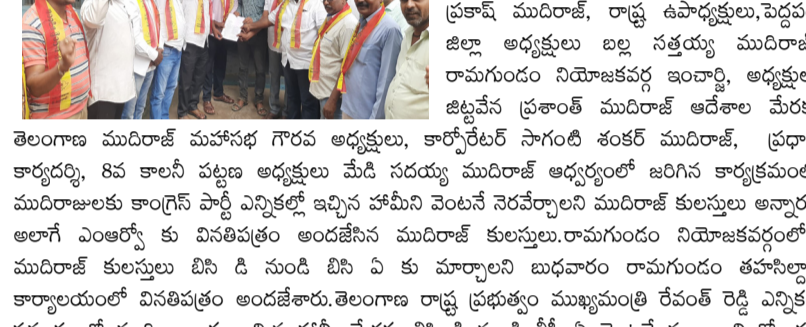 ప్రకాష్ ముదిరాజ్, రాష్ట్ర ఉపాధ్యక్షులు,పెద్దప
జిల్లా అధ్యక్షులు బల్ల సత్తయ్య ముదిరాజ్
రామగుండం నియోజకవర్గ ఇంచార్జి, అధ్యక్షుల
జిట్టవేన ప్రశాంత్ ముదిరాజ్ ఆదేశాల మేరక
తెలంగాణ ముదిరాజ్ మహాసభ గౌరవ అధ్యక్షులు, కార్పోరేటర్ సాగంటి శంకర్ ముదిరాజ్, ప్రధా
కార్యదర్శి, 8వ కాలనీ పట్టణ అధ్యక్షులు మేడి సదయ్య ముదిరాజ్ ఆధ్వర్యంలో జరిగిన కార్యక్రమంల
ముదిరాజులకు కాంగ్రెస్ పార్టీ ఎన్నికల్లో ఇచ్చిన హామీని వెంటనే నెరవేర్చాలని ముదిరాజ్ కులస్తులు అన్నార
అలాగే ఎంఆర్వో కు వినతిపత్రం అందజేసిన ముదిరాజ్ కులస్తులు.రామగుండం నియోజకవర్గంలో
ముదిరాజ్ కులస్తులు బిసి డి నుండి బిసి ఏ కు మార్చాలని బుధవారం రామగుండం తహసిల్దా
కార్యాలయంలో వినతిపత్రం అందజేశారు.తెలంగాణ రాష్ట్ర ప్రభుత్వం ముఖ్యమంత్రి రేవంత్ రెడ్డి ఎన్నిక